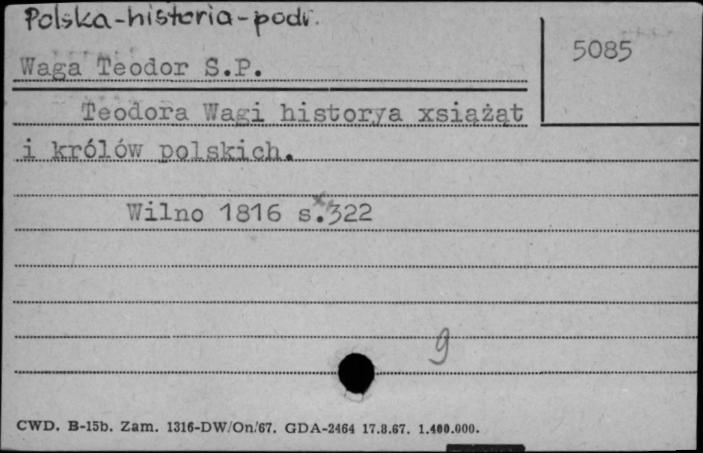 Polska-historia-podr.
5085
Waga Teodor S.P.
Teodora Wagi historya xsiążąt
i królów polskich.
Wilno 1816 s.322
9
CWD. B-15b. Zam. 1316-DW/On/67. GDA-2464 17.8.67. 1.400.000.